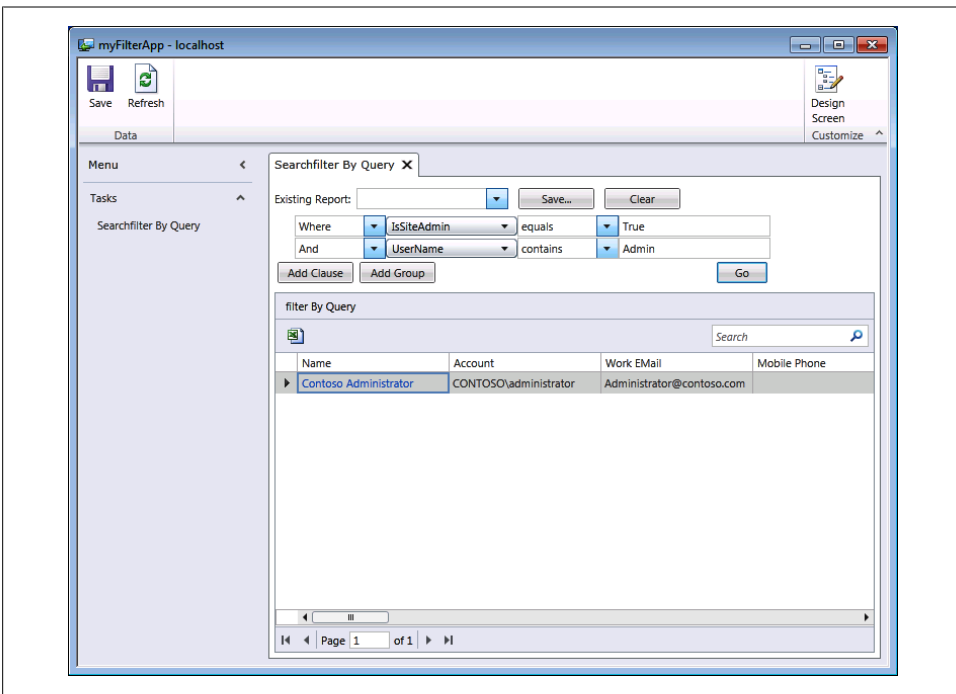 myFilterApp - localhost
Save Refresh
Design
Screen
Data
Customize
Menu
Searchfilter By Query X
Tasks
Existing Report: Save... Clear
Searchfilter By Query
Where IsSiteAdmin equals True
And UserName contains Admin
Add Clause Add Group Go
filter By Query
Search
Name Account Work EMail Mobile Phone
Contoso Administrator CONTOSO\administrator Administrator@contoso.com
Page 1 of 1